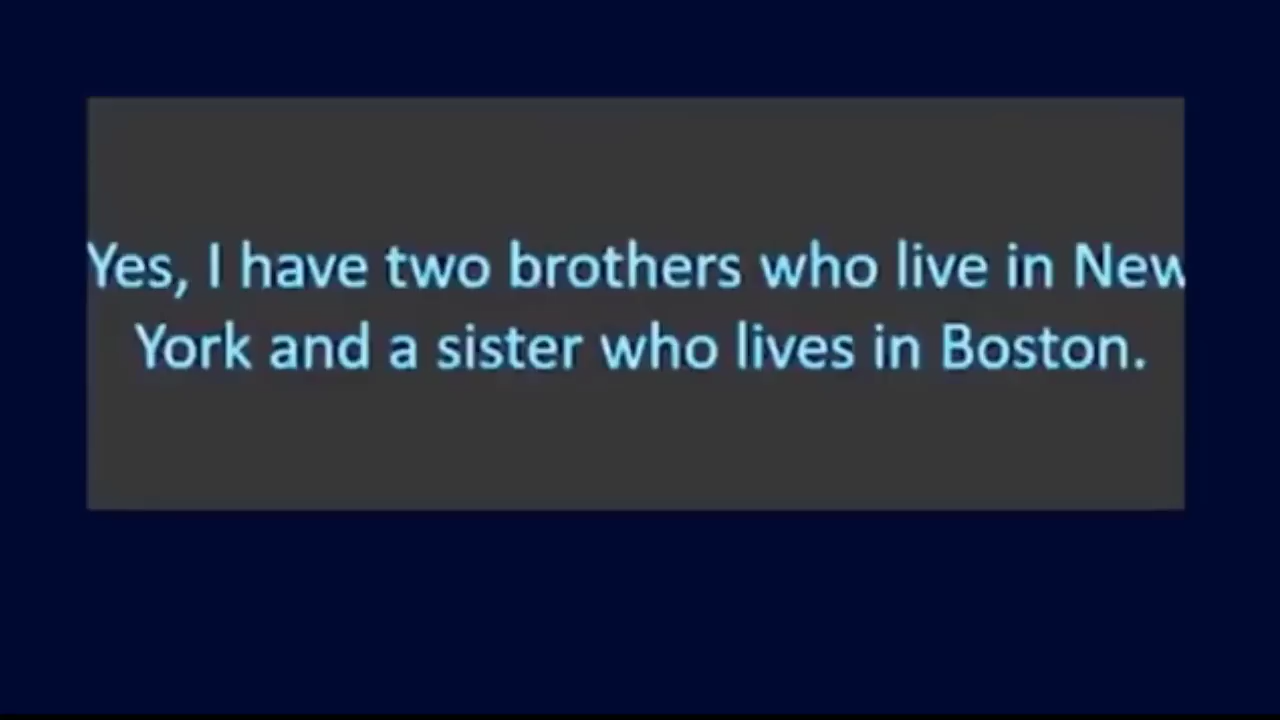 Yes, I have two brothers who live in New
York and a sister who lives in Boston.